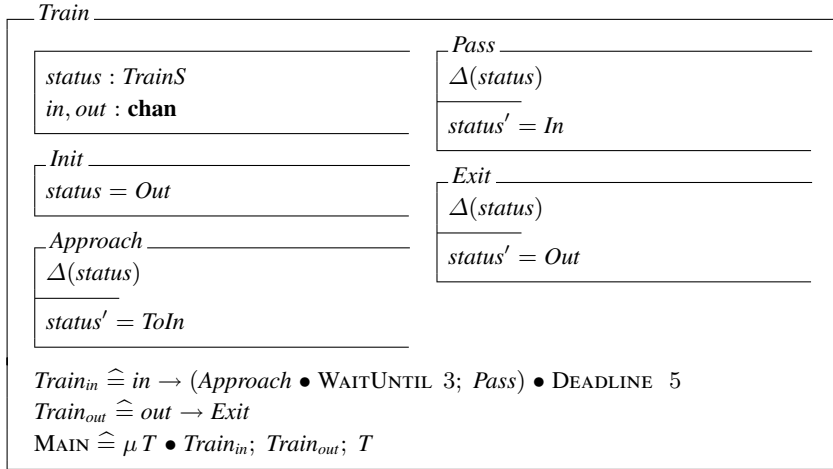 Train
status : TrainS
in, out : chan
Init
status = Out
Approach
Δ(status)
status′ = ToIn
Pass
Δ(status)
status′ = In
Exit
Δ(status)
status′ = Out
Train_in ≙ in → (Approach • WAITUNTIL 3; Pass) • DEADLINE 5
Train_out ≙ out → Exit
MAIN ≙ μ T • Train_in; Train_out; T